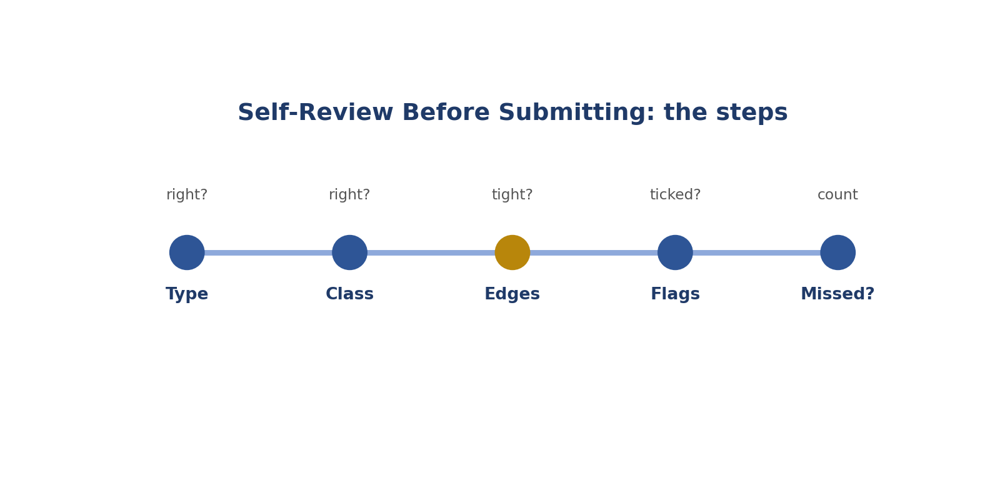 Self-Review Before Submitting: the steps
right? right? tight? ticked? count
Type Class Edges Flags Missed?